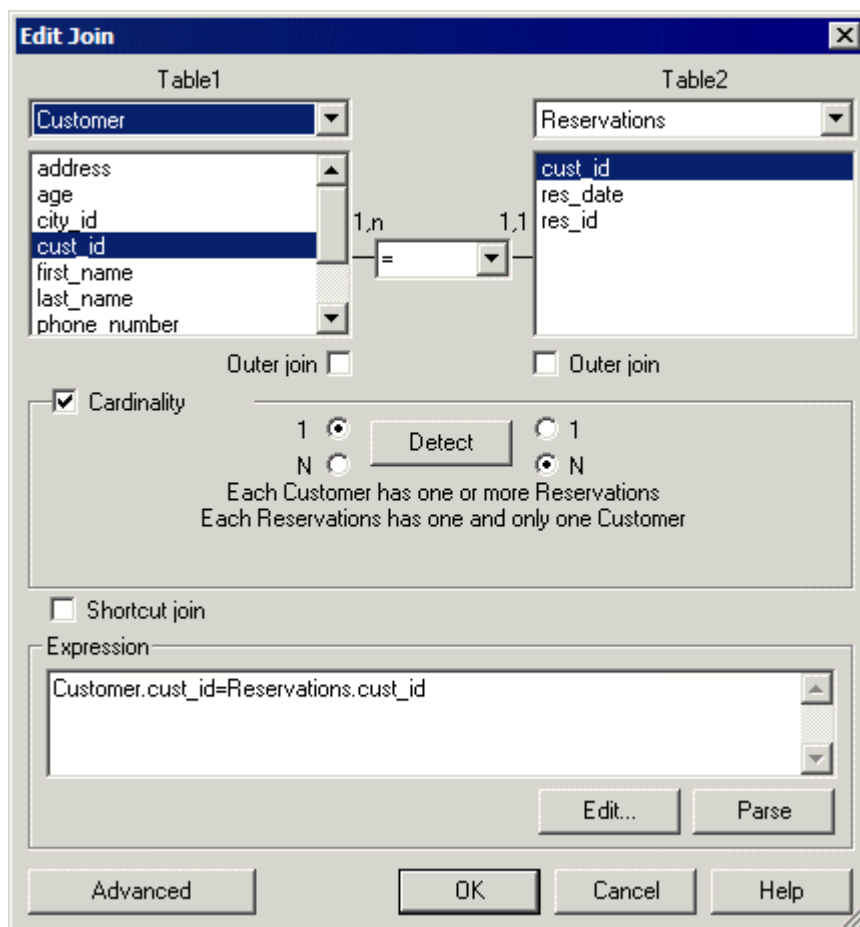 Edit Join
Table1 Table2
Customer Reservations
address cust_id
age res_date
city_id 1,n 1,1 res_id
cust_id
=
first_name
last_name
phone_number
Outer join Outer join
Cardinality
1 Detect 1
N N
Each Customer has one or more Reservations
Each Reservations has one and only one Customer
Shortcut join
Expression
Customer.cust_id=Reservations.cust_id
Edit... Parse
Advanced OK Cancel Help